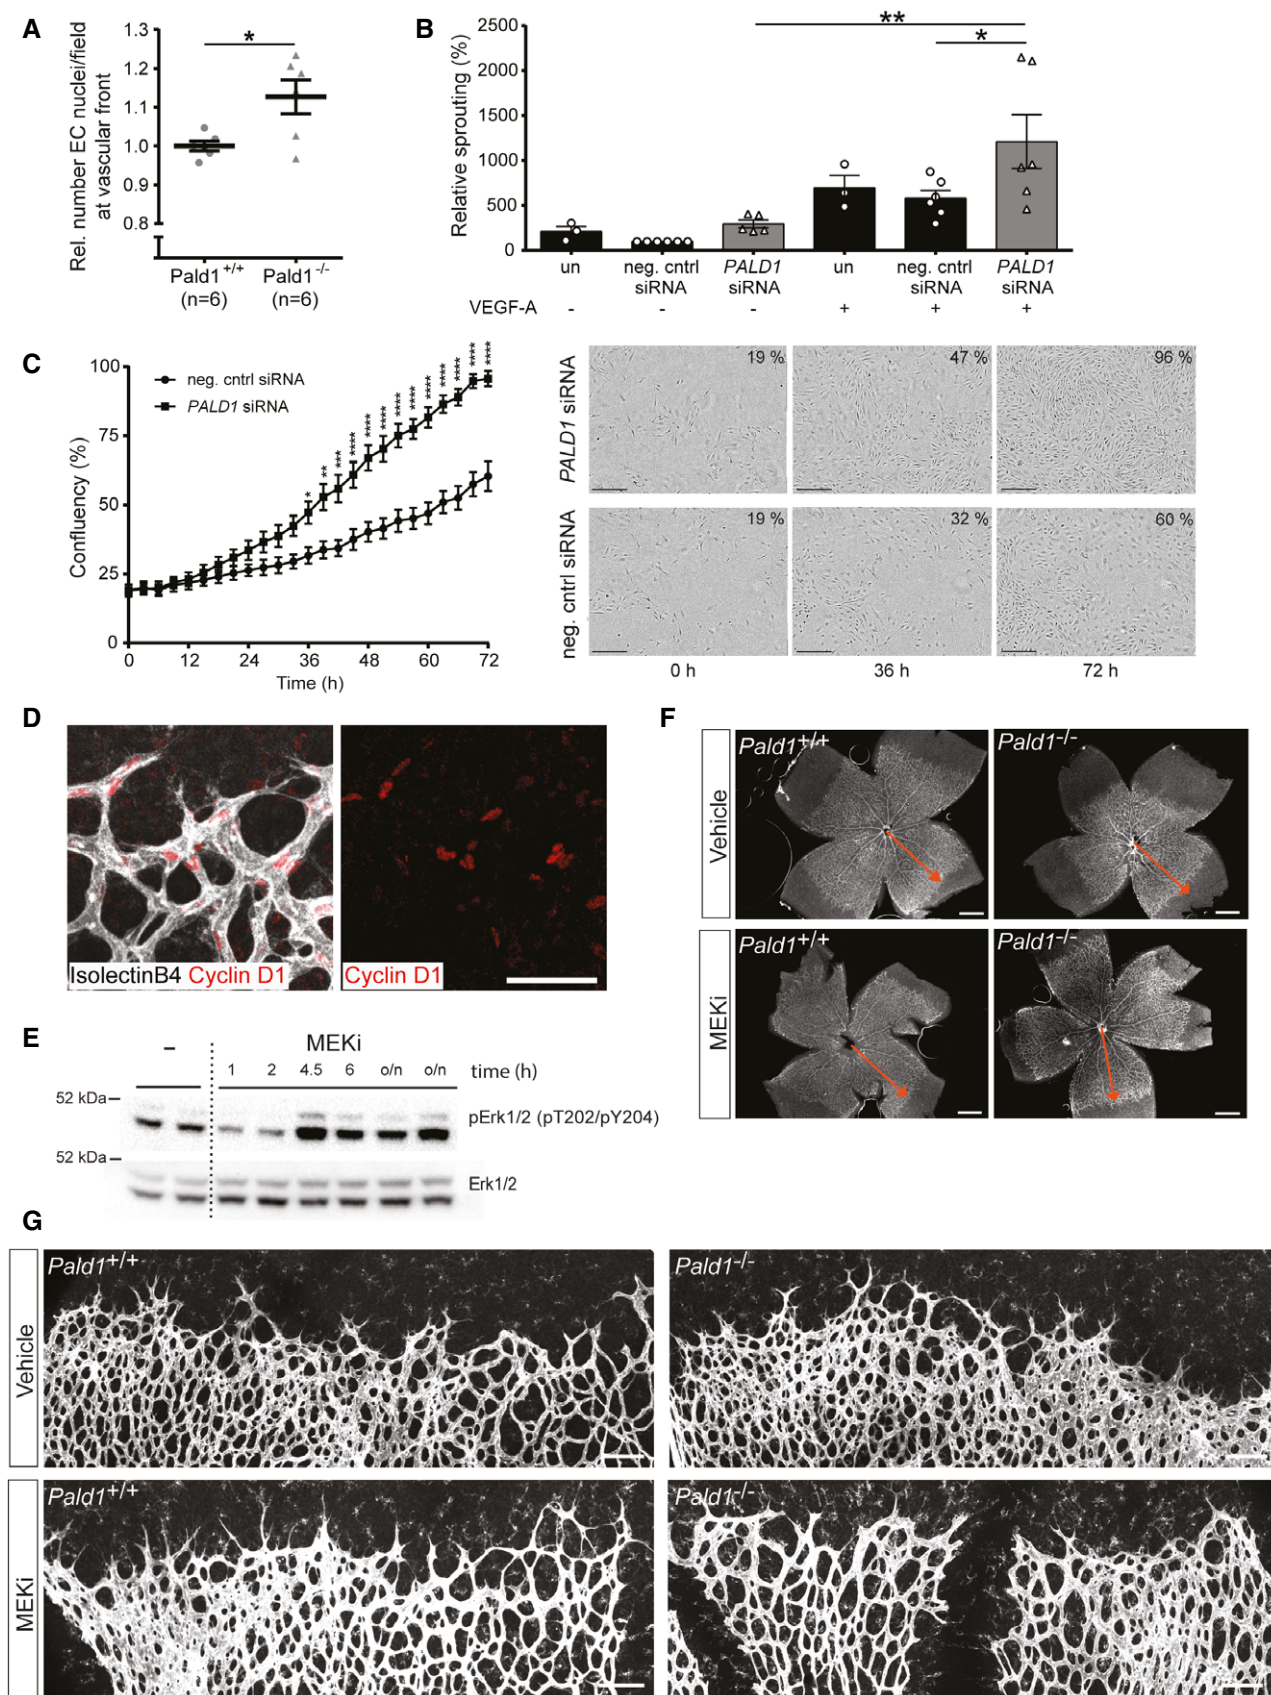 A
Rel. number EC nuclei/field
at vascular front
1.3
1.2
1.1
1.0
0.9
0.8
*
Pald1+/+
(n=6)
Pald1-/-
(n=6)
B
Relative sprouting (%)
2500
2000
1500
1000
500
0
**
*
un
neg. cntrl
siRNA
PALD1
siRNA
un
neg. cntrl
siRNA
PALD1
siRNA
VEGF-A - - - + + +
C
Confluency (%)
100
75
50
25
0
neg. cntrl siRNA
PALD1 siRNA
* ** *** **** **** **** **** **** **** **** **** **** ****
0 12 24 36 48 60 72
Time (h)
PALD1 siRNA
19 % 47 % 96 %
neg. cntrl siRNA
19 % 32 % 60 %
0 h 36 h 72 h
D
IsolectinB4 Cyclin D1
Cyclin D1
E
- MEKi
1 2 4.5 6 o/n o/n time (h)
52 kDa
pErk1/2 (pT202/pY204)
52 kDa
Erk1/2
F
Vehicle
Pald1+/+
Pald1-/-
MEKi
Pald1+/+
Pald1-/-
G
Vehicle
Pald1+/+
Pald1-/-
MEKi
Pald1+/+
Pald1-/-